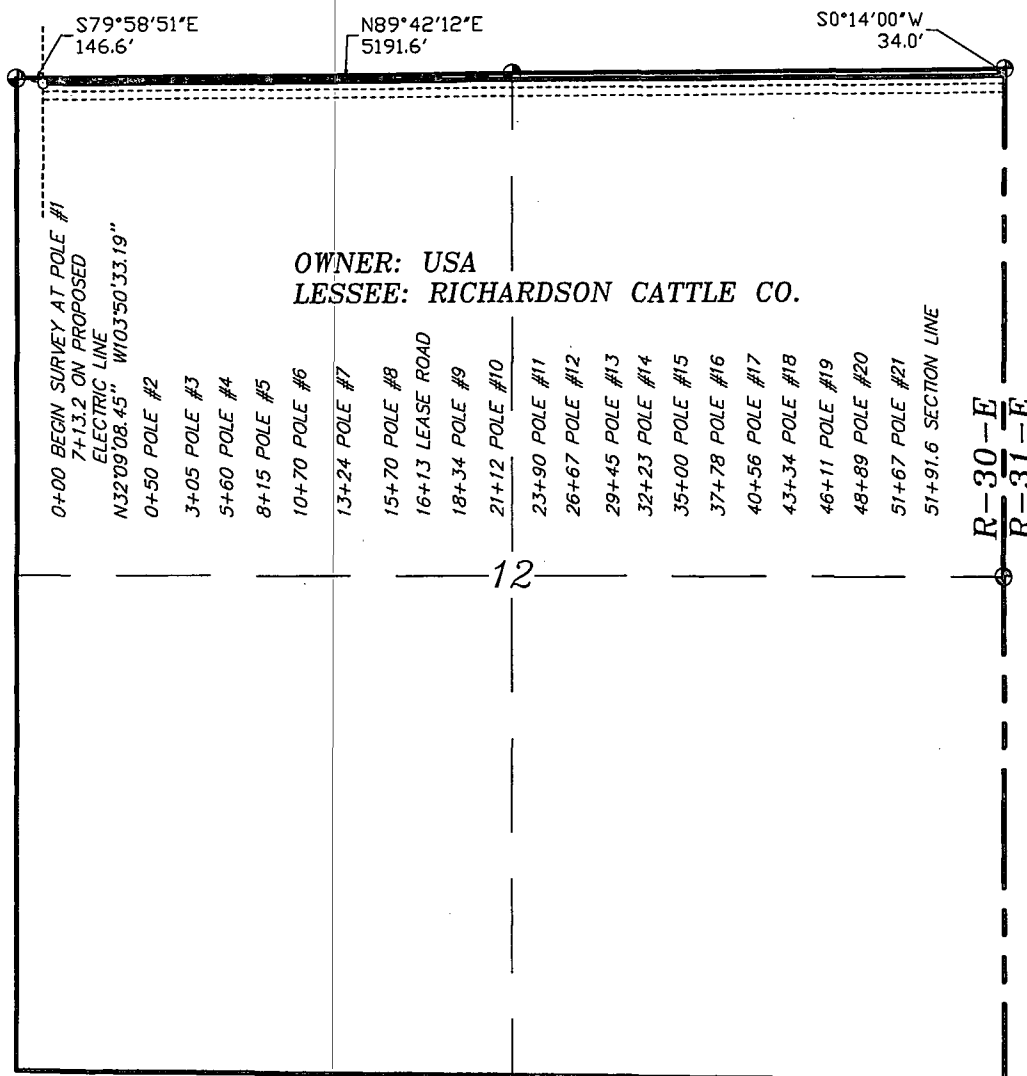 S79°58'51"E
146.6'
N89°42'12"E
5191.6'
S0°14'00"W
34.0'
OWNER: USA
LESSEE: RICHARDSON CATTLE CO.
0+00 BEGIN SURVEY AT POLE #1
7+13.2 ON PROPOSED
ELECTRIC LINE
N32°09'08.45" W103°50'33.19"
0+50 POLE #2
3+05 POLE #3
5+60 POLE #4
8+15 POLE #5
10+70 POLE #6
13+24 POLE #7
15+70 POLE #8
16+13 LEASE ROAD
18+34 POLE #9
21+12 POLE #10
23+90 POLE #11
26+67 POLE #12
29+45 POLE #13
32+23 POLE #14
35+00 POLE #15
37+78 POLE #16
40+56 POLE #17
43+34 POLE #18
46+11 POLE #19
48+89 POLE #20
51+67 POLE #21
51+91.6 SECTION LINE
R-30-E
R-31-E
12